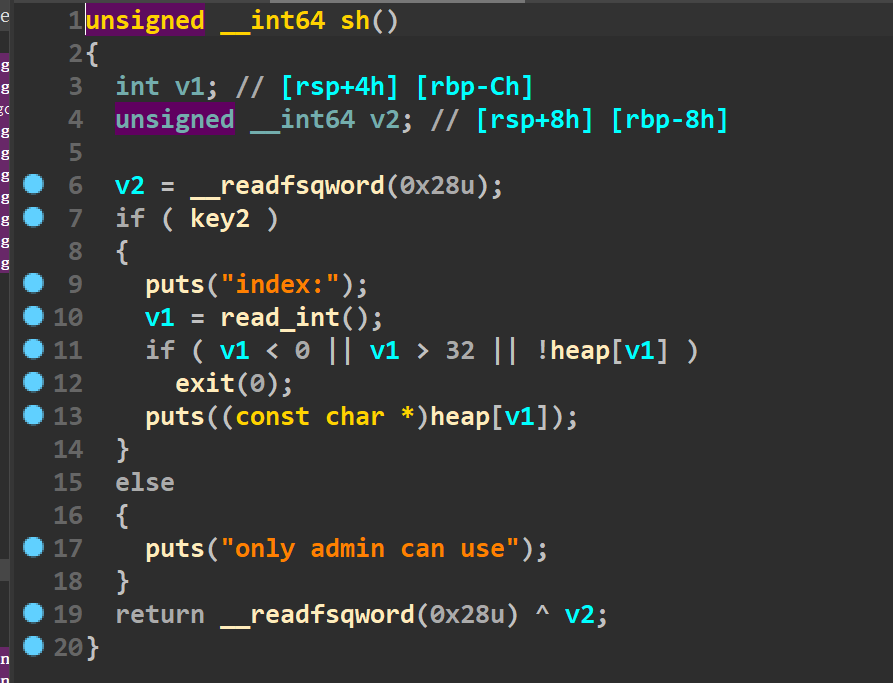 1 unsigned __int64 sh()
2 {
3 int v1; // [rsp+4h] [rbp-Ch]
4 unsigned __int64 v2; // [rsp+8h] [rbp-8h]
5
6 v2 = __readfsqword(0x28u);
7 if ( key2 )
8 {
9 puts("index:");
10 v1 = read_int();
11 if ( v1 < 0 || v1 > 32 || !heap[v1] )
12 exit(0);
13 puts((const char *)heap[v1]);
14 }
15 else
16 {
17 puts("only admin can use");
18 }
19 return __readfsqword(0x28u) ^ v2;
20 }